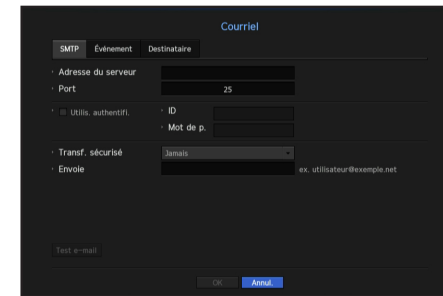 Courriel
SMTP Événement Destinataire
Adresse du serveur
Port 25
Utilis. authentifi. ID
Mot de p.
Transf. sécurisé Jamais
Envoie ex. utilisateur@exemple.net
Test e-mail
OK Annul.